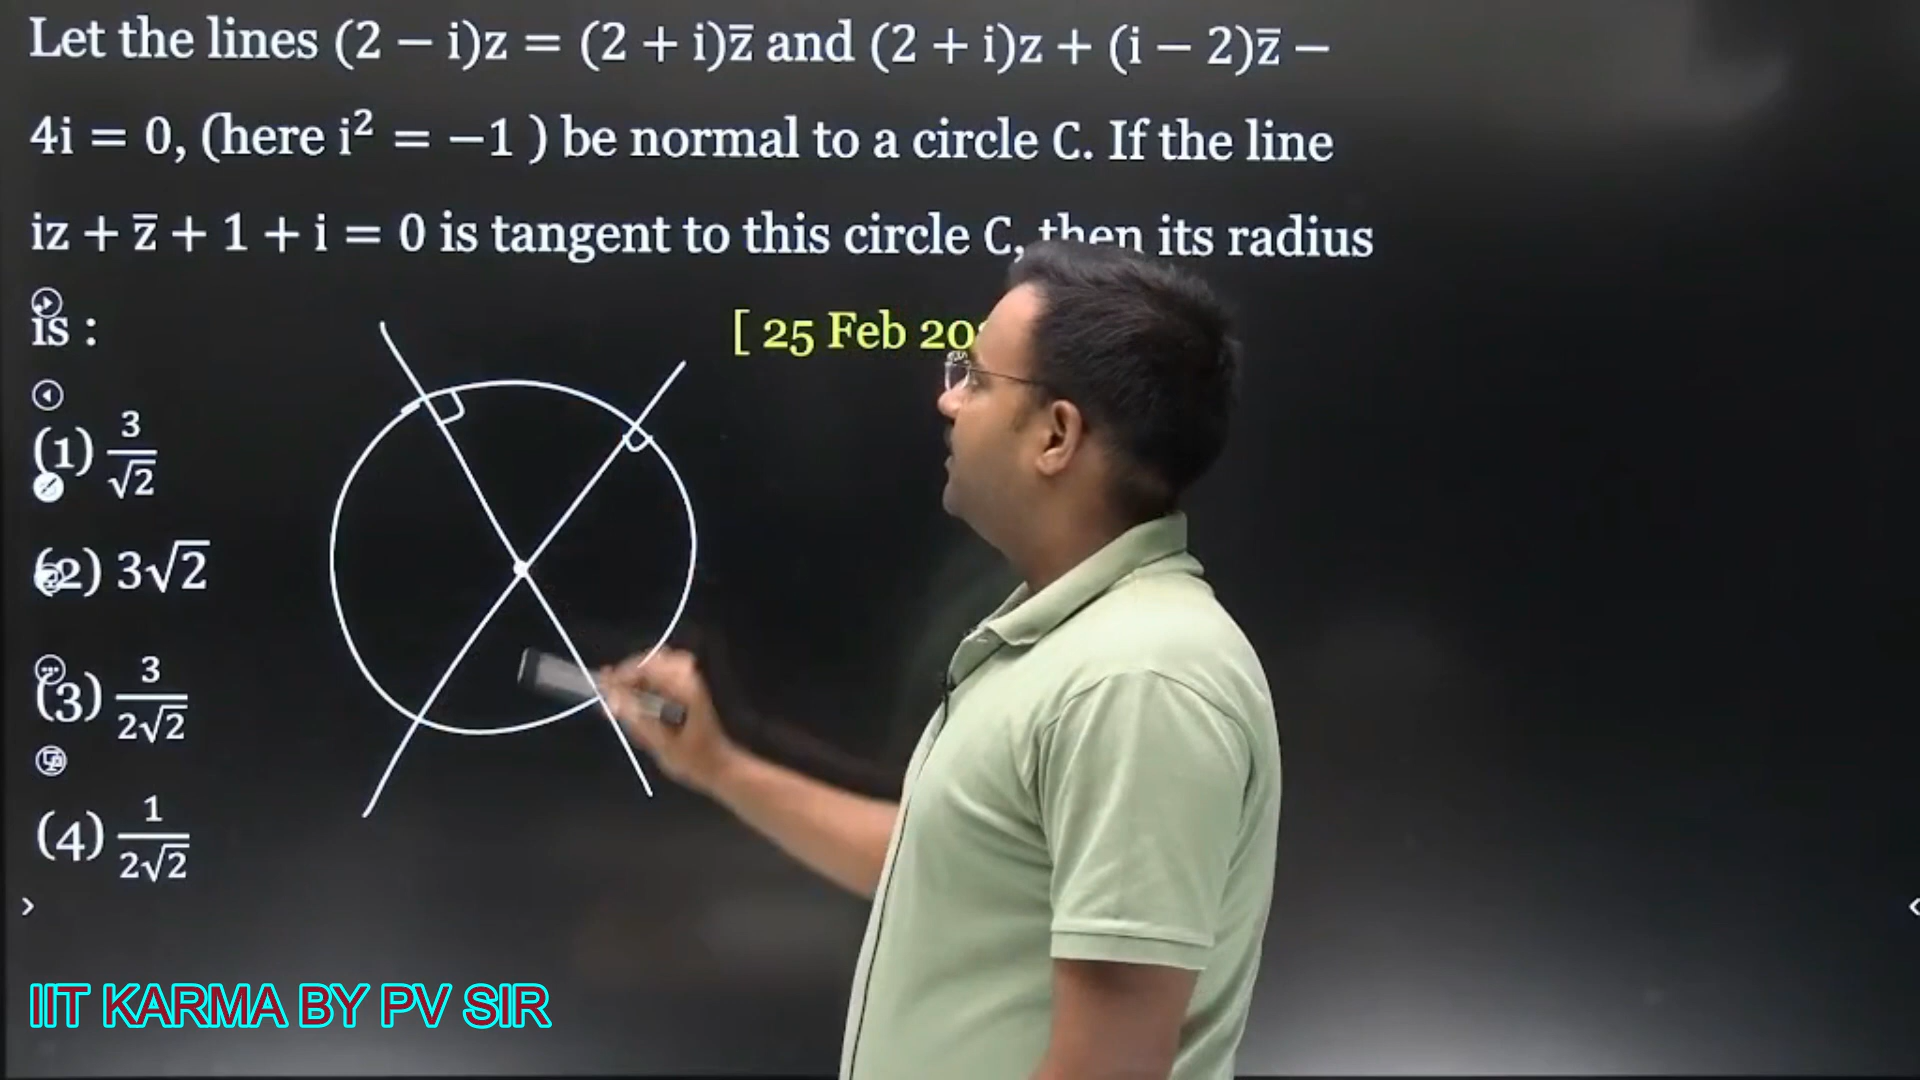 Let the lines (2 − i)z = (2 + i)z̅ and (2 + i)z + (i − 2)z̅ −
4i = 0, (here i² = −1 ) be normal to a circle C. If the line
iz + z̅ + 1 + i = 0 is tangent to this circle C, then its radius
is :
[ 25 Feb
(1) 3/√2
(2) 3√2
(3) 3/2√2
(4) 1/2√2
IIT KARMA BY PV SIR